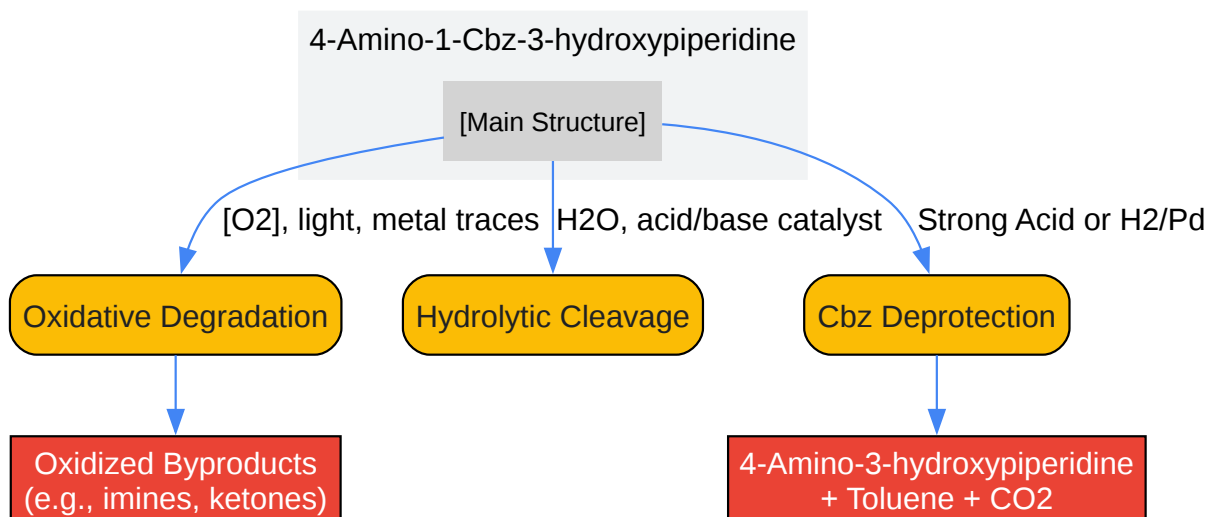 4-Amino-1-Cbz-3-hydroxypiperidine
[Main Structure]
[O2], light, metal traces
H2O, acid/base catalyst
Strong Acid or H2/Pd
Oxidative Degradation
Hydrolytic Cleavage
Cbz Deprotection
Oxidized Byproducts
(e.g., imines, ketones)
4-Amino-3-hydroxypiperidine
+ Toluene + CO2